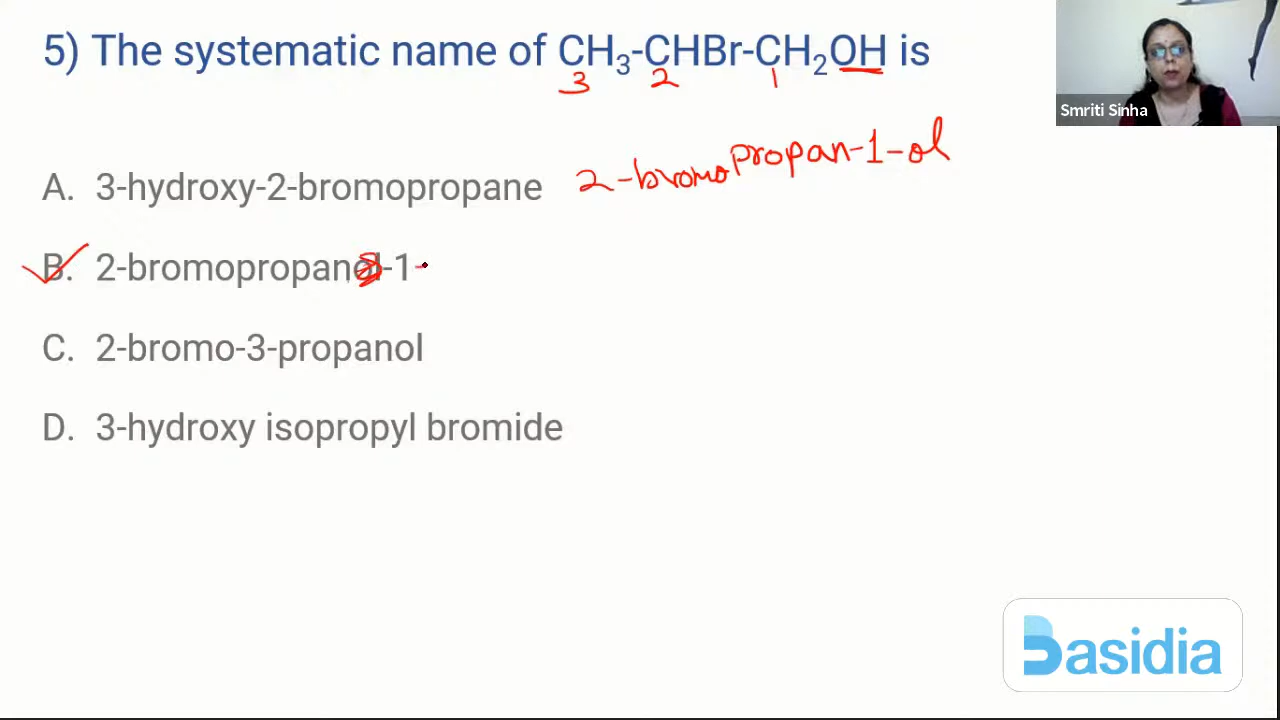 5) The systematic name of CH₃-CHBr-CH₂OH is
3 2 1
Smriti Sinha
2-bromopropan-1-ol
A. 3-hydroxy-2-bromopropane
B. 2-bromopropanol-1-
C. 2-bromo-3-propanol
D. 3-hydroxy isopropyl bromide
Basidia